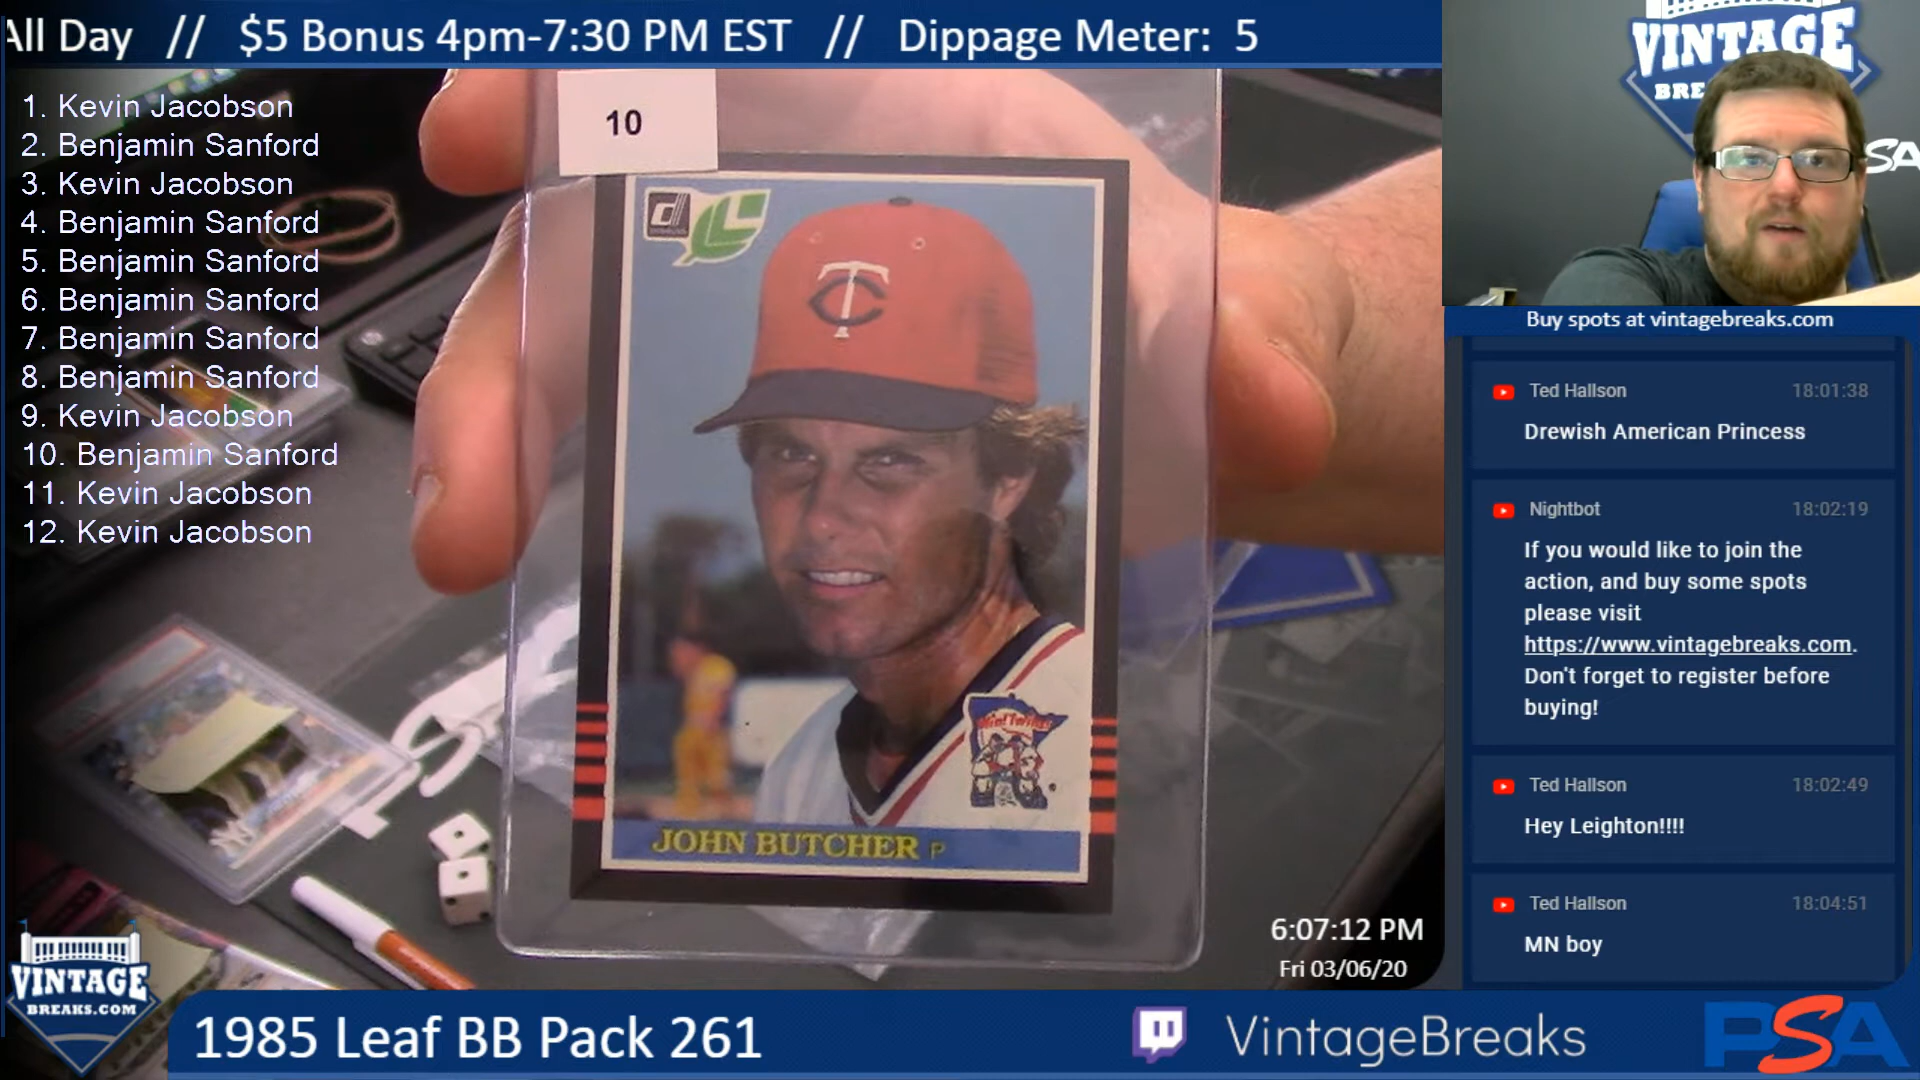 All Day // $5 Bonus 4pm-7:30 PM EST // Dippage Meter: 5
1. Kevin Jacobson
2. Benjamin Sanford
3. Kevin Jacobson
4. Benjamin Sanford
5. Benjamin Sanford
6. Benjamin Sanford
7. Benjamin Sanford
8. Benjamin Sanford
9. Kevin Jacobson
10. Benjamin Sanford
11. Kevin Jacobson
12. Kevin Jacobson
10
d
L
TC
Win! Twins
JOHN BUTCHER P
6:07:12 PM
Fri 03/06/20
VINTAGE
BRE
SA
Buy spots at vintagebreaks.com
Ted Hallson 18:01:38
Drewish American Princess
Nightbot 18:02:19
If you would like to join the
action, and buy some spots
please visit
https://www.vintagebreaks.com.
Don't forget to register before
buying!
Ted Hallson 18:02:49
Hey Leighton!!!!
Ted Hallson 18:04:51
MN boy
VINTAGE
BREAKS.COM
1985 Leaf BB Pack 261
VintageBreaks
PSA